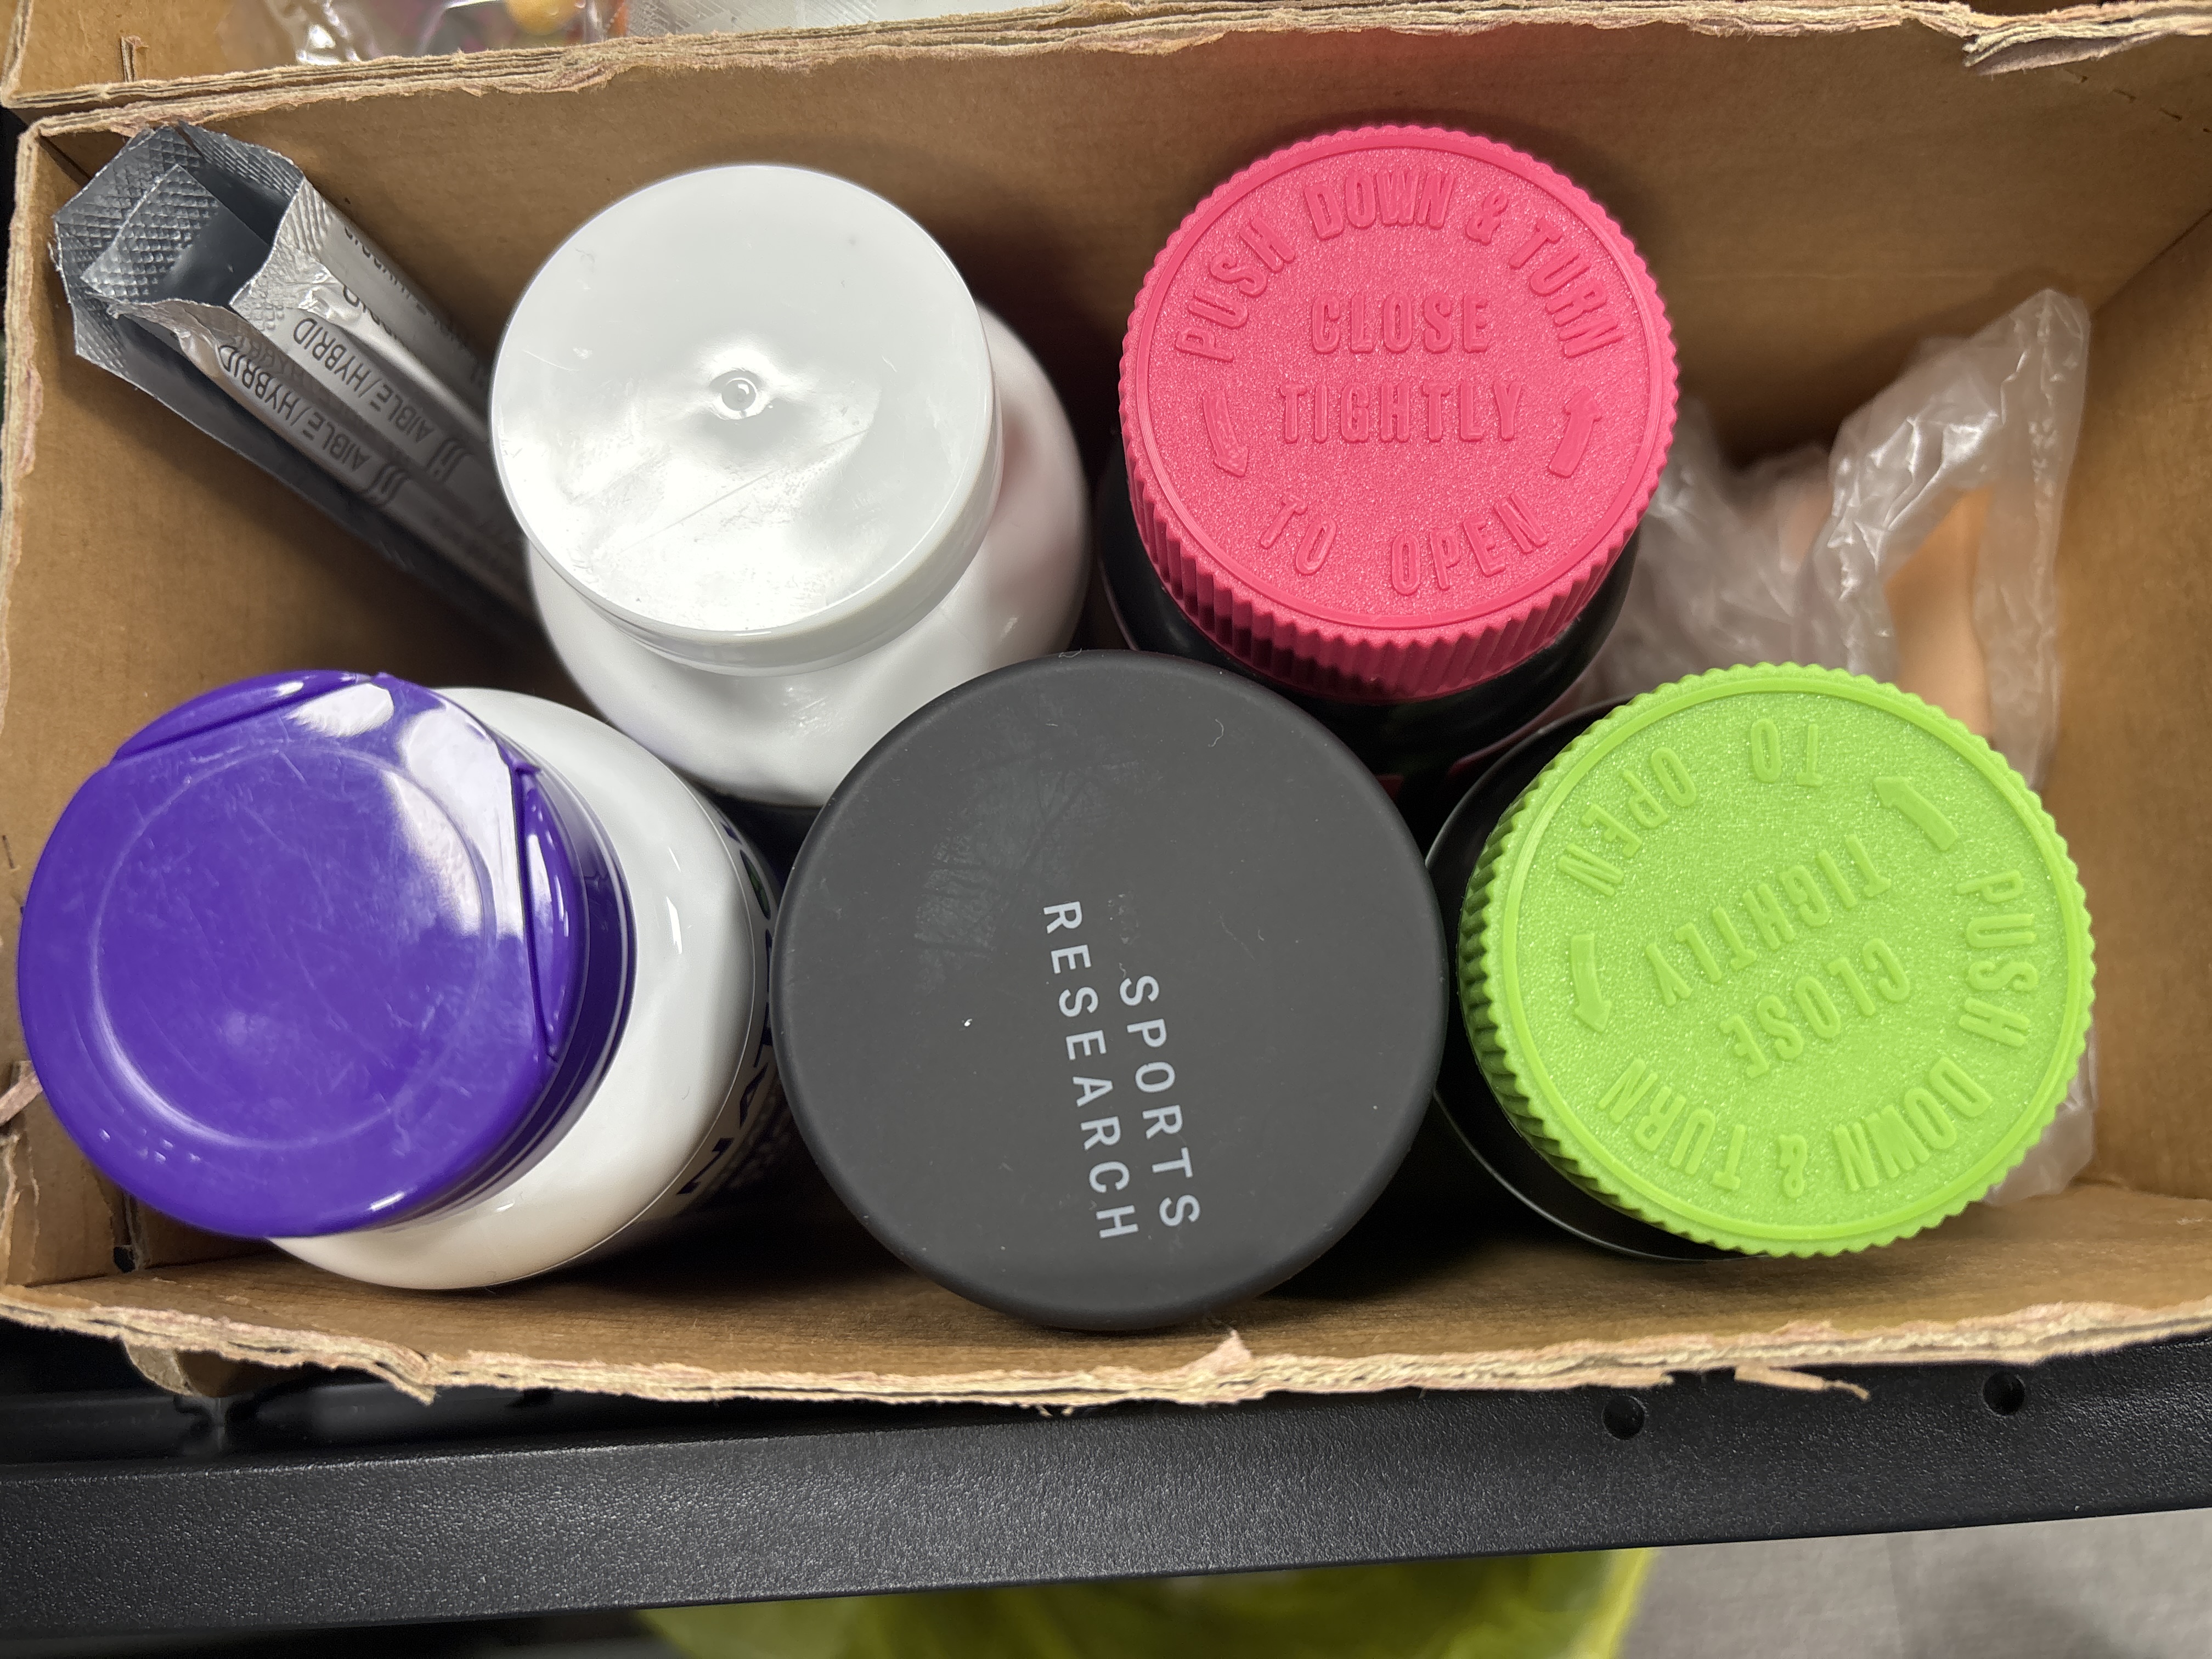 AIBLE/HYBRID
AIBLE/HYBRID
PUSH DOWN & TURN
CLOSE
TIGHTLY
TO OPEN
SPORTS
RESEARCH
PUSH DOWN & TURN
CLOSE
TIGHTLY
TO OPEN